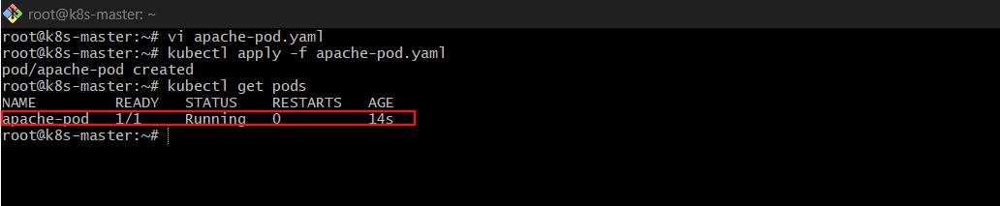 root@k8s-master: ~
root@k8s-master:~# vi apache-pod.yaml
root@k8s-master:~# kubectl apply -f apache-pod.yaml
pod/apache-pod created
root@k8s-master:~# kubectl get pods
NAME         READY   STATUS    RESTARTS   AGE
apache-pod   1/1     Running   0          14s
root@k8s-master:~#